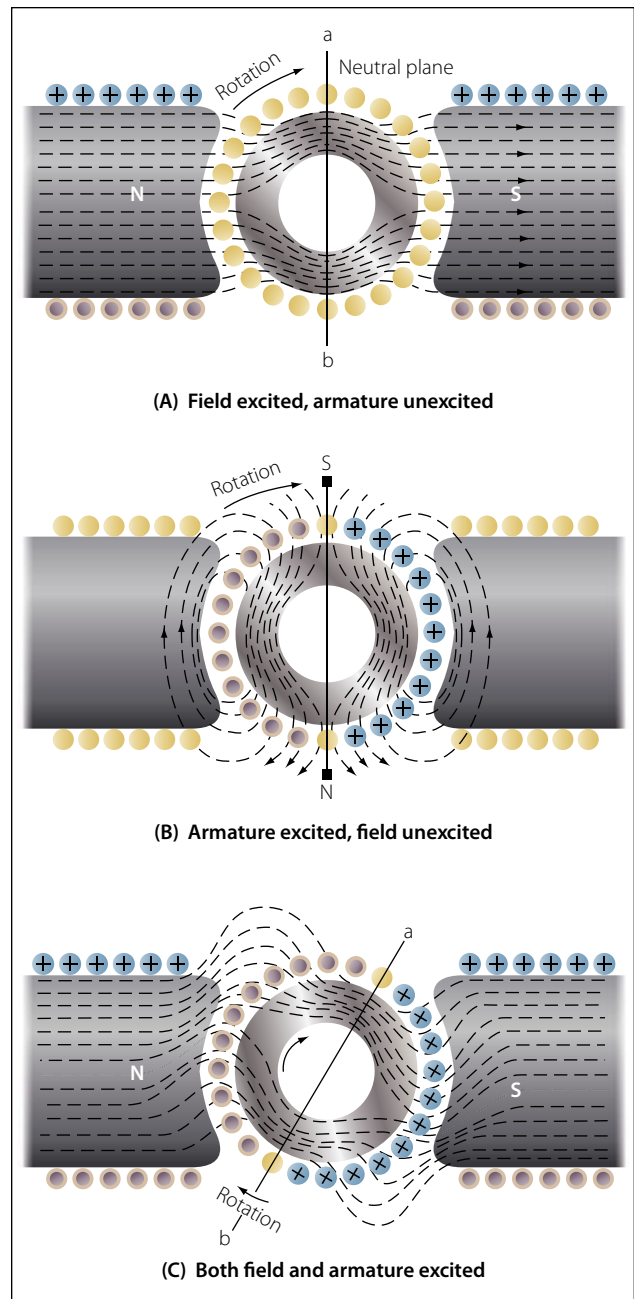 a
Rotation
Neutral plane
+ + + + + +
+ + + + + +
N
S
b
(A) Field excited, armature unexcited
S
Rotation
+
+
+
+
+
+
+
+
+
+
+
N
(B) Armature excited, field unexcited
a
+ + + + + +
+ + + + + +
+
+
+
+
+
+
+
+
+
+
+
N
S
Rotation
b
(C) Both field and armature excited